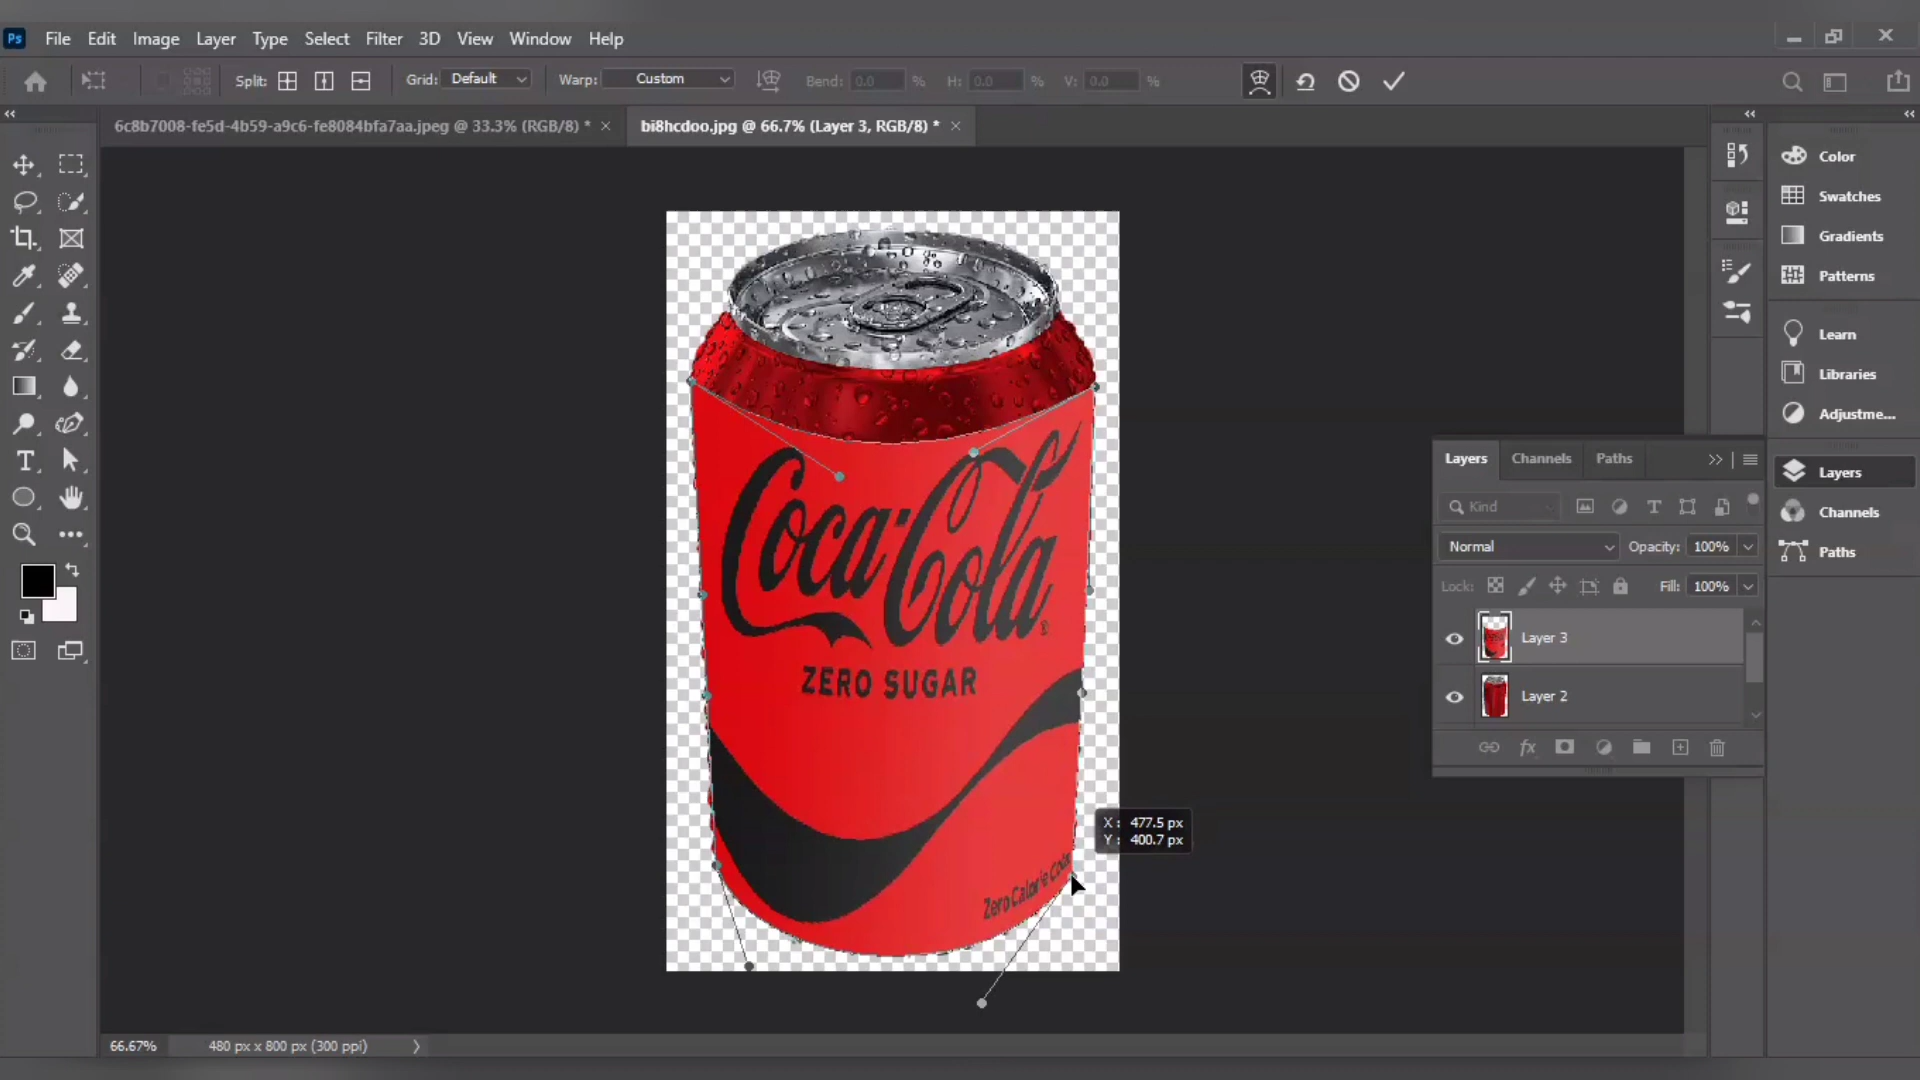 Ps File Edit Image Layer Type Select Filter 3D View Window Help
Split: Grid: Default Warp: Custom Bend: 0.0 % H: 0.0 % V: 0.0 %
6c8b7008-fe5d-4b59-a9c6-fe8084bfa7aa.jpeg @ 33.3% (RGB/8) * × bi8hcdoo.jpg @ 66.7% (Layer 3, RGB/8) * ×
Color
Swatches
Gradients
Patterns
Learn
Libraries
Adjustme...
Layers
Channels
Paths
Coca-Cola®
ZERO SUGAR
Zero Calorie Cola
X: 477.5 px
Y: 400.7 px
Layers Channels Paths
Kind
Normal Opacity: 100%
Lock: Fill: 100%
Layer 3
Layer 2
fx
66.67% 480 px x 800 px (300 ppi)